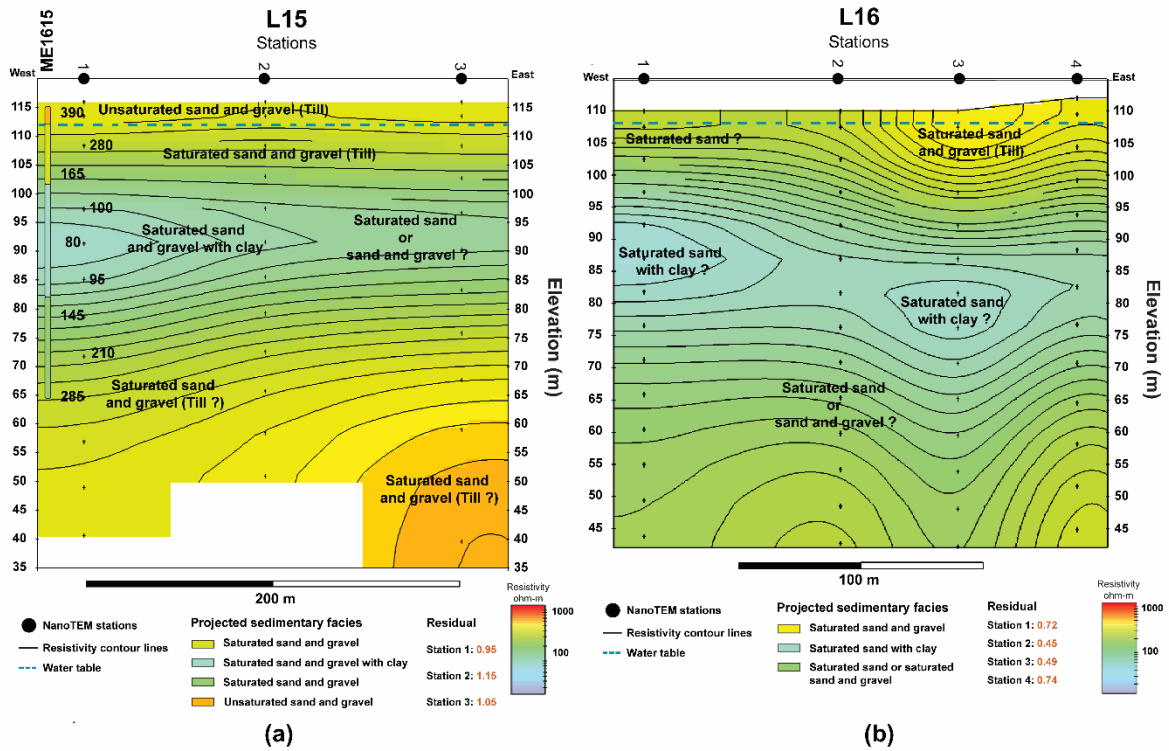 L15
Stations
ME1615
West
1
2
3
East
115
110
105
100
95
90
85
80
75
70
65
60
55
50
45
40
35
390
280
165
100
80
95
145
210
285
Unsaturated sand and gravel (Till)
Saturated sand and gravel (Till)
Saturated sand
and gravel with clay
Saturated sand
or
sand and gravel ?
Saturated sand
and gravel (Till ?)
Saturated sand
and gravel (Till ?)
115
110
105
100
95
90
85
80
75
70
65
60
55
50
45
40
35
Elevation (m)
200 m
NanoTEM stations
Resistivity contour lines
Water table
Projected sedimentary facies
Saturated sand and gravel
Saturated sand and gravel with clay
Saturated sand and gravel
Unsaturated sand and gravel
Residual
Station 1: 0.95
Station 2: 1.15
Station 3: 1.05
Resistivity
ohm-m
1000
100
(a)
L16
Stations
West
1
2
3
4
East
110
105
100
95
90
85
80
75
70
65
60
55
50
45
Saturated sand ?
Saturated sand
and gravel (Till)
Saturated sand
with clay ?
Saturated sand
with clay ?
Saturated sand
or
sand and gravel ?
110
105
100
95
90
85
80
75
70
65
60
55
50
45
Elevation (m)
100 m
NanoTEM stations
Resistivity contour lines
Water table
Projected sedimentary facies
Saturated sand and gravel
Saturated sand with clay
Saturated sand or saturated
sand and gravel
Residual
Station 1: 0.72
Station 2: 0.45
Station 3: 0.49
Station 4: 0.74
Resistivity
ohm-m
1000
100
(b)